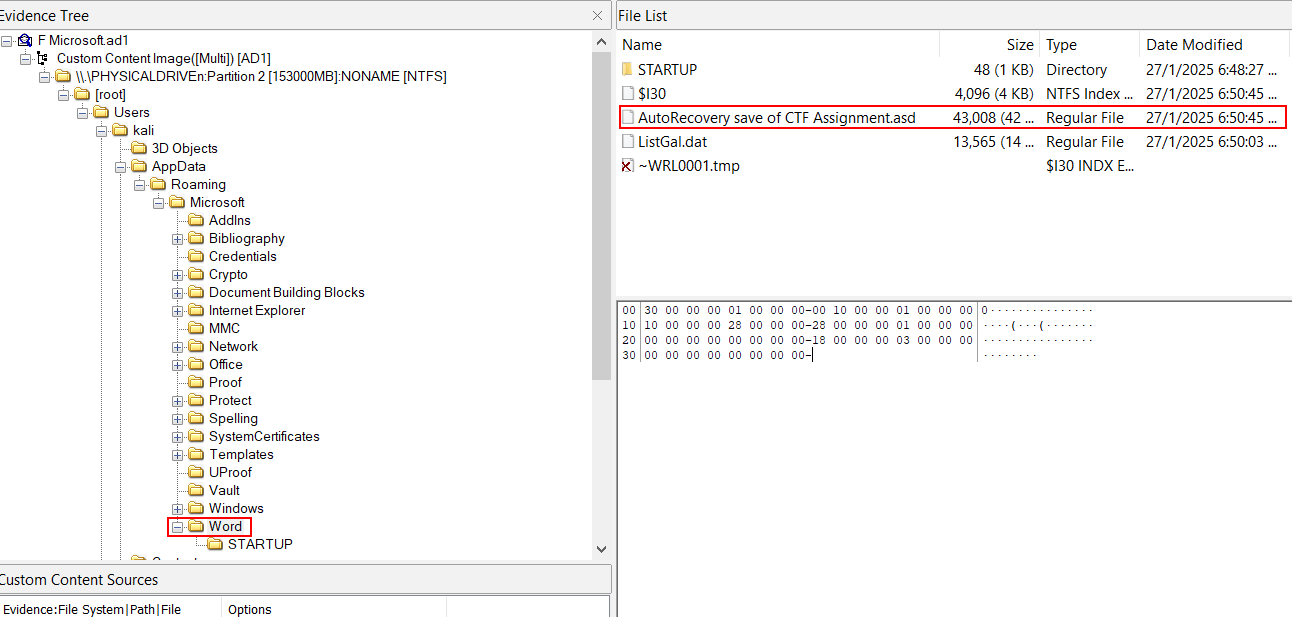 Evidence Tree
F Microsoft.ad1
Custom Content Image([Multi]) [AD1]
\\.\PHYSICALDRIVEn:Partition 2 [153000MB]:NONAME [NTFS]
[root]
Users
kali
3D Objects
AppData
Roaming
Microsoft
AddIns
Bibliography
Credentials
Crypto
Document Building Blocks
Internet Explorer
MMC
Network
Office
Proof
Protect
Spelling
SystemCertificates
Templates
UProof
Vault
Windows
Word
STARTUP
Custom Content Sources
Evidence:File System|Path|File Options
File List
Name Size Type Date Modified
STARTUP 48 (1 KB) Directory 27/1/2025 6:48:27 ...
$I30 4,096 (4 KB) NTFS Index ... 27/1/2025 6:50:45 ...
AutoRecovery save of CTF Assignment.asd 43,008 (42 ... Regular File 27/1/2025 6:50:45 ...
ListGal.dat 13,565 (14 ... Regular File 27/1/2025 6:50:03 ...
~WRL0001.tmp $I30 INDX E...
00 30 00 00 00 01 00 00 00-00 10 00 00 01 00 00 00 0···············
10 10 00 00 00 28 00 00 00-28 00 00 00 01 00 00 00 ····(···(·······
20 00 00 00 00 00 00 00 00-18 00 00 00 03 00 00 00 ················
30 00 00 00 00 00 00 00 00- ········